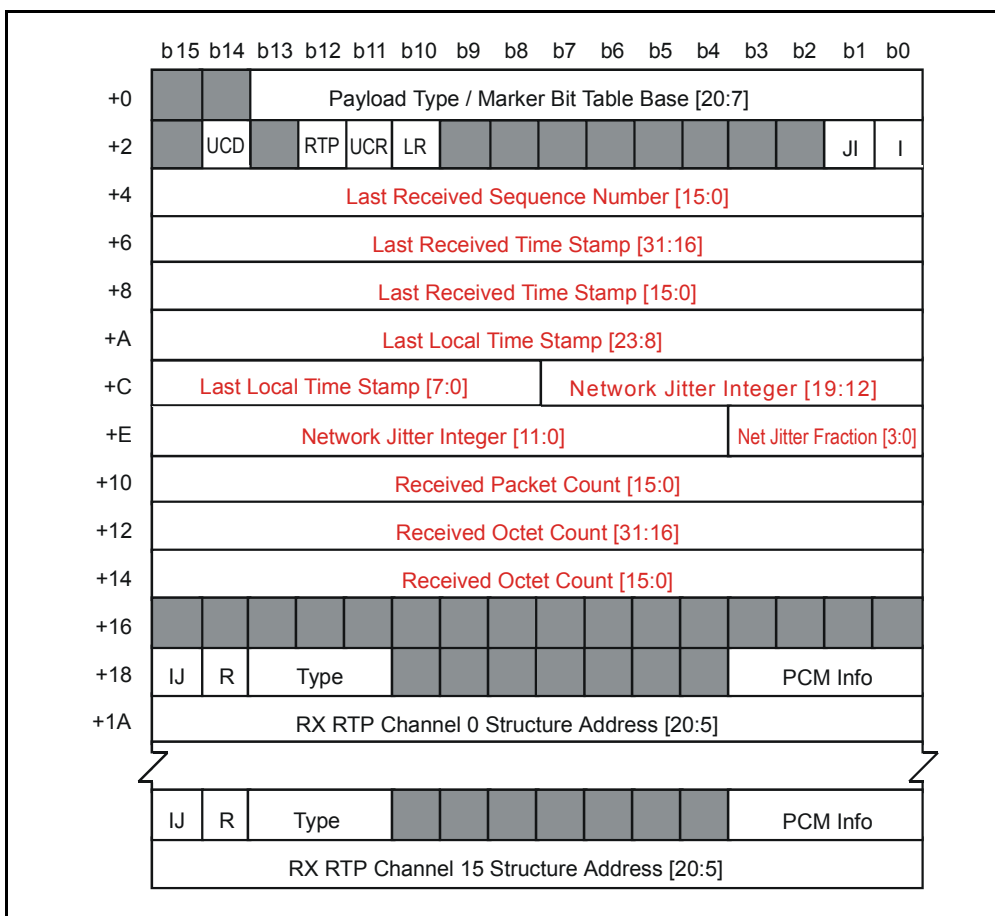 b15 b14 b13 b12 b11 b10 b9 b8 b7 b6 b5 b4 b3 b2 b1 b0
+0 Payload Type / Marker Bit Table Base [20:7]
+2 UCD RTP UCR LR JI I
+4 Last Received Sequence Number [15:0]
+6 Last Received Time Stamp [31:16]
+8 Last Received Time Stamp [15:0]
+A Last Local Time Stamp [23:8]
+C Last Local Time Stamp [7:0] Network Jitter Integer [19:12]
+E Network Jitter Integer [11:0] Net Jitter Fraction [3:0]
+10 Received Packet Count [15:0]
+12 Received Octet Count [31:16]
+14 Received Octet Count [15:0]
+16
+18 IJ R Type PCM Info
+1A RX RTP Channel 0 Structure Address [20:5]
IJ R Type PCM Info
RX RTP Channel 15 Structure Address [20:5]